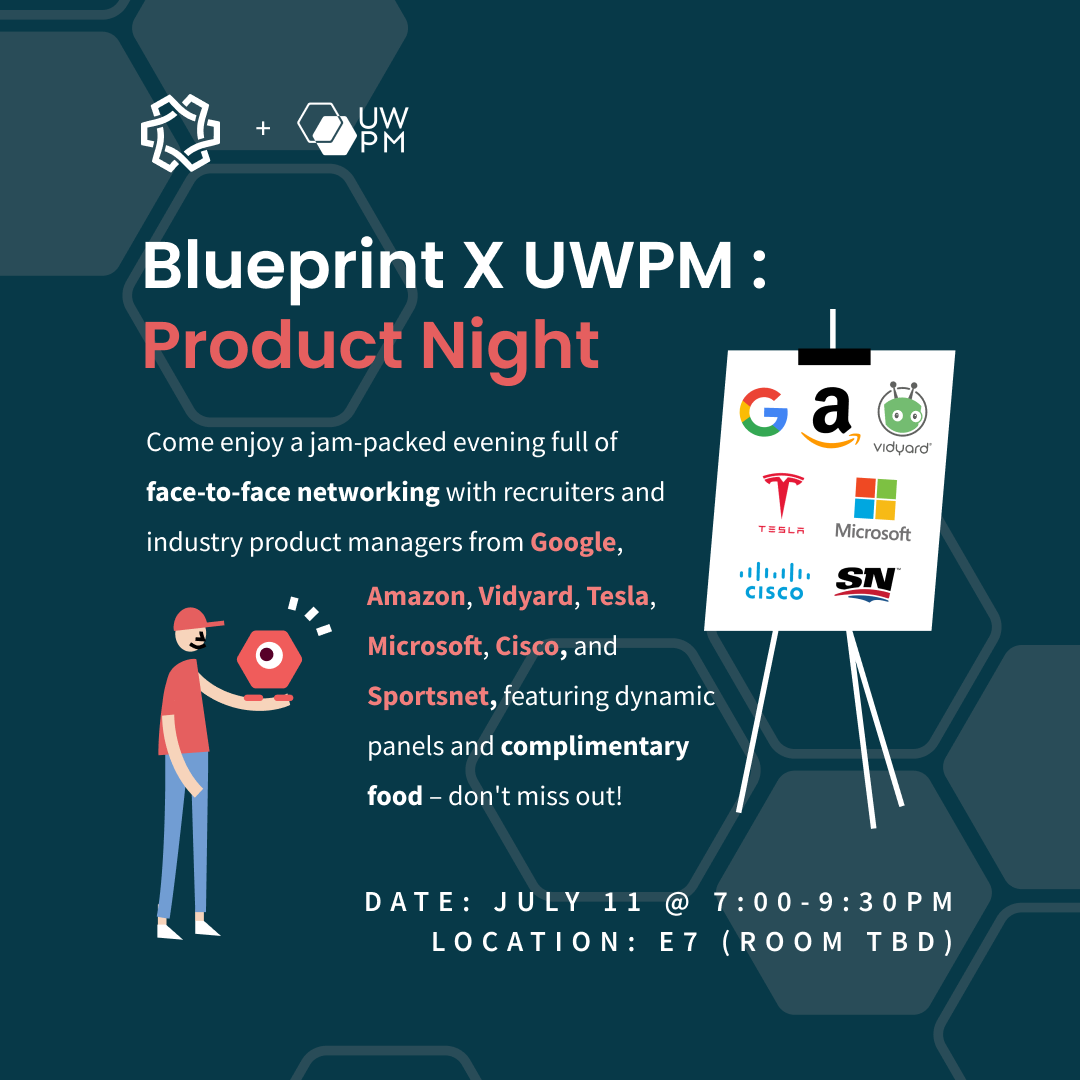 +
UW
PM
Blueprint X UWPM :
Product Night
Come enjoy a jam-packed evening full of
face-to-face networking with recruiters and
industry product managers from Google,
Amazon, Vidyard, Tesla,
Microsoft, Cisco, and
Sportsnet, featuring dynamic
panels and complimentary
food – don't miss out!
G a vidyard
TESLA Microsoft
CISCO SN™
DATE: JULY 11 @ 7:00-9:30PM
LOCATION: E7 (ROOM TBD)